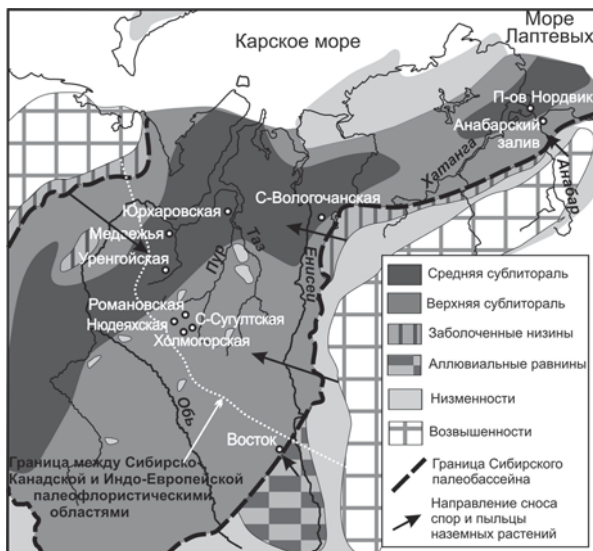 Море
Лаптевых
Карское море
П-ов Нордвик
Анабарский
залив
Хатанга
Анабар
С-Вологочанская
Юрхаровская
Медвежья
Уренгойская
Пур
Таз
Енисей
Романовская
Нюдеяхская
С-Сугултская
Холмогорская
Обь
Восток
Граница между Сибирско-
Канадской и Индо-Европейской
палеофлористическими
областями
Средняя сублитораль
Верхняя сублитораль
Заболоченные низины
Аллювиальные равнины
Низменности
Возвышенности
Граница Сибирского
палеобассейна
Направление сноса
спор и пыльцы
наземных растений